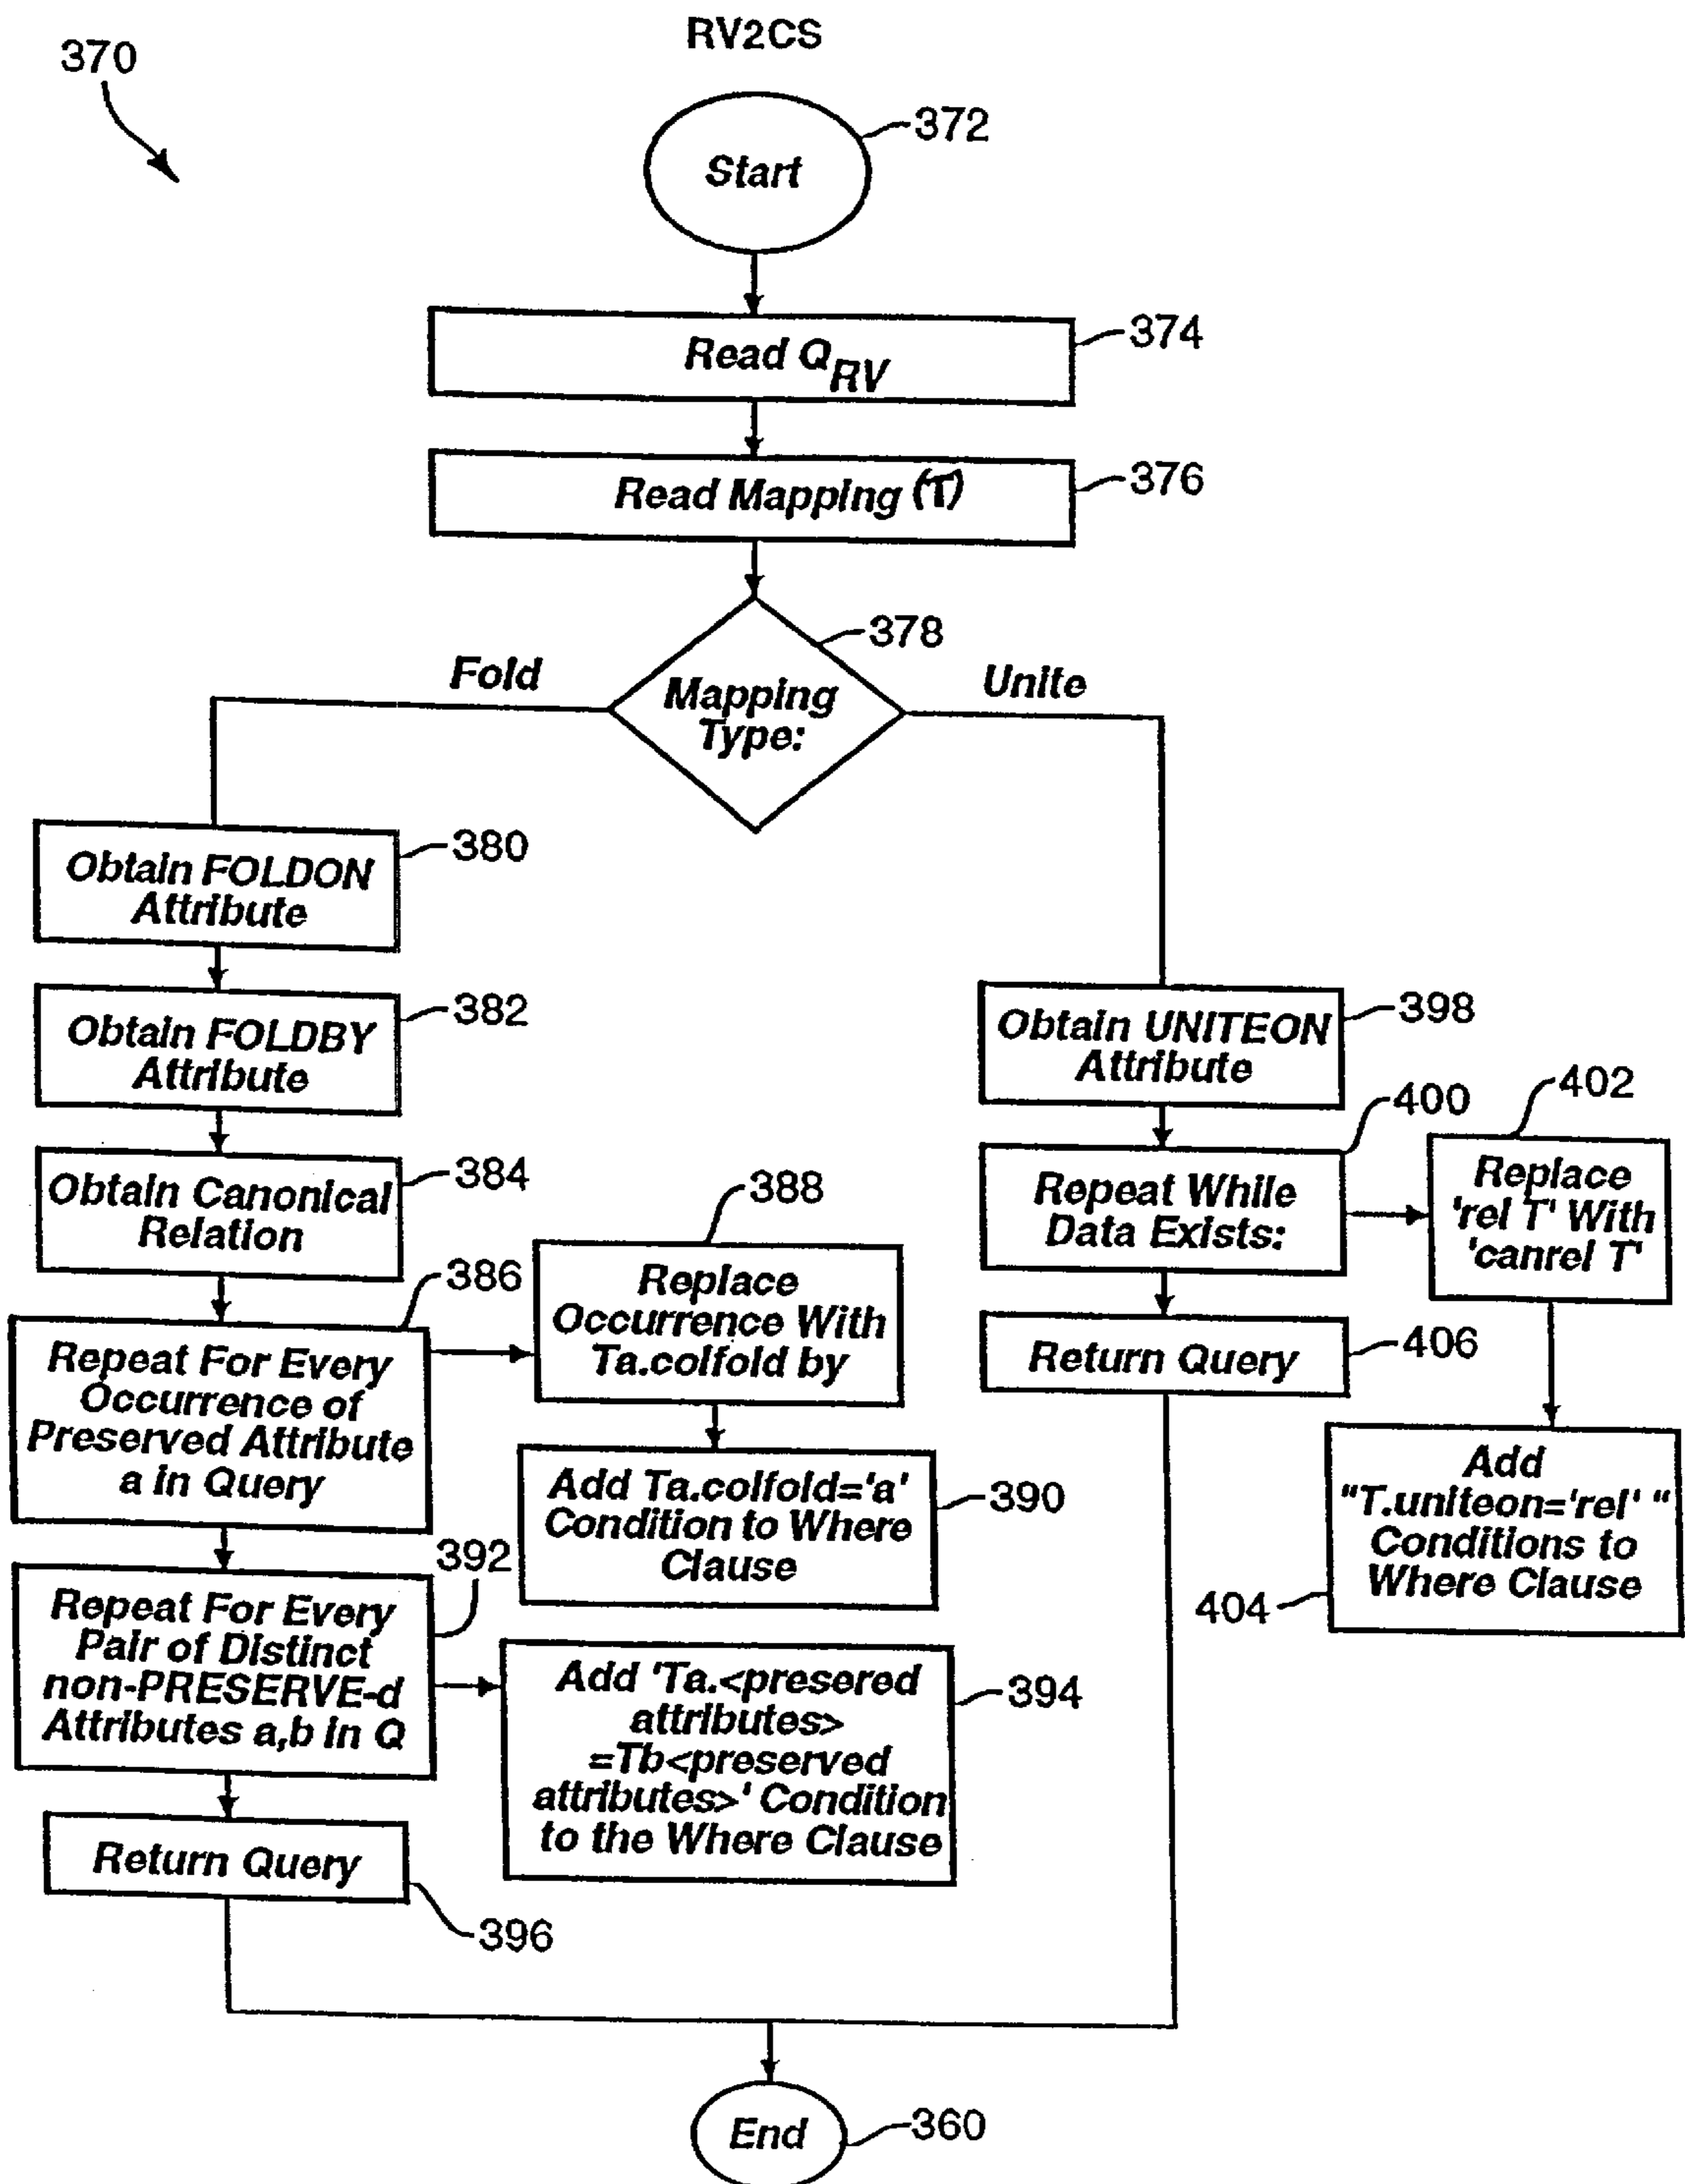 RV2CS
370
372
Start
374
Read QRV
376
Read Mapping (T)
378
Mapping
Type:
Fold
Unite
380
Obtain FOLDON
Attribute
382
Obtain FOLDBY
Attribute
384
Obtain Canonical
Relation
386
Repeat For Every
Occurrence of
Preserved Attribute
a in Query
388
Replace
Occurrence With
Ta.colfold by
390
Add Ta.colfold='a'
Condition to Where
Clause
392
Repeat For Every
Pair of Distinct
non-PRESERVE-d
Attributes a,b in Q
394
Add 'Ta.<presered
attributes>
=Tb<preserved
attributes>' Condition
to the Where Clause
Return Query
396
398
Obtain UNITEON
Attribute
400
Repeat While
Data Exists:
402
Replace
'rel T' With
'canrel T'
404
Add
"T.uniteon='rel' "
Conditions to
Where Clause
Return Query
406
End
360